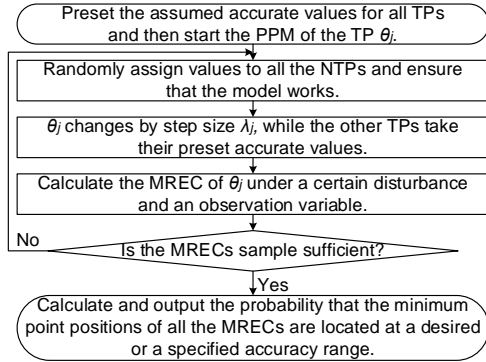 Preset the assumed accurate values for all TPs
and then start the PPM of the TP θj.
Randomly assign values to all the NTPs and ensure
that the model works.
θj changes by step size λj, while the other TPs take
their preset accurate values.
Calculate the MREC of θj under a certain disturbance
and an observation variable.
No
Is the MRECs sample sufficient?
Yes
Calculate and output the probability that the minimum
point positions of all the MRECs are located at a desired
or a specified accuracy range.